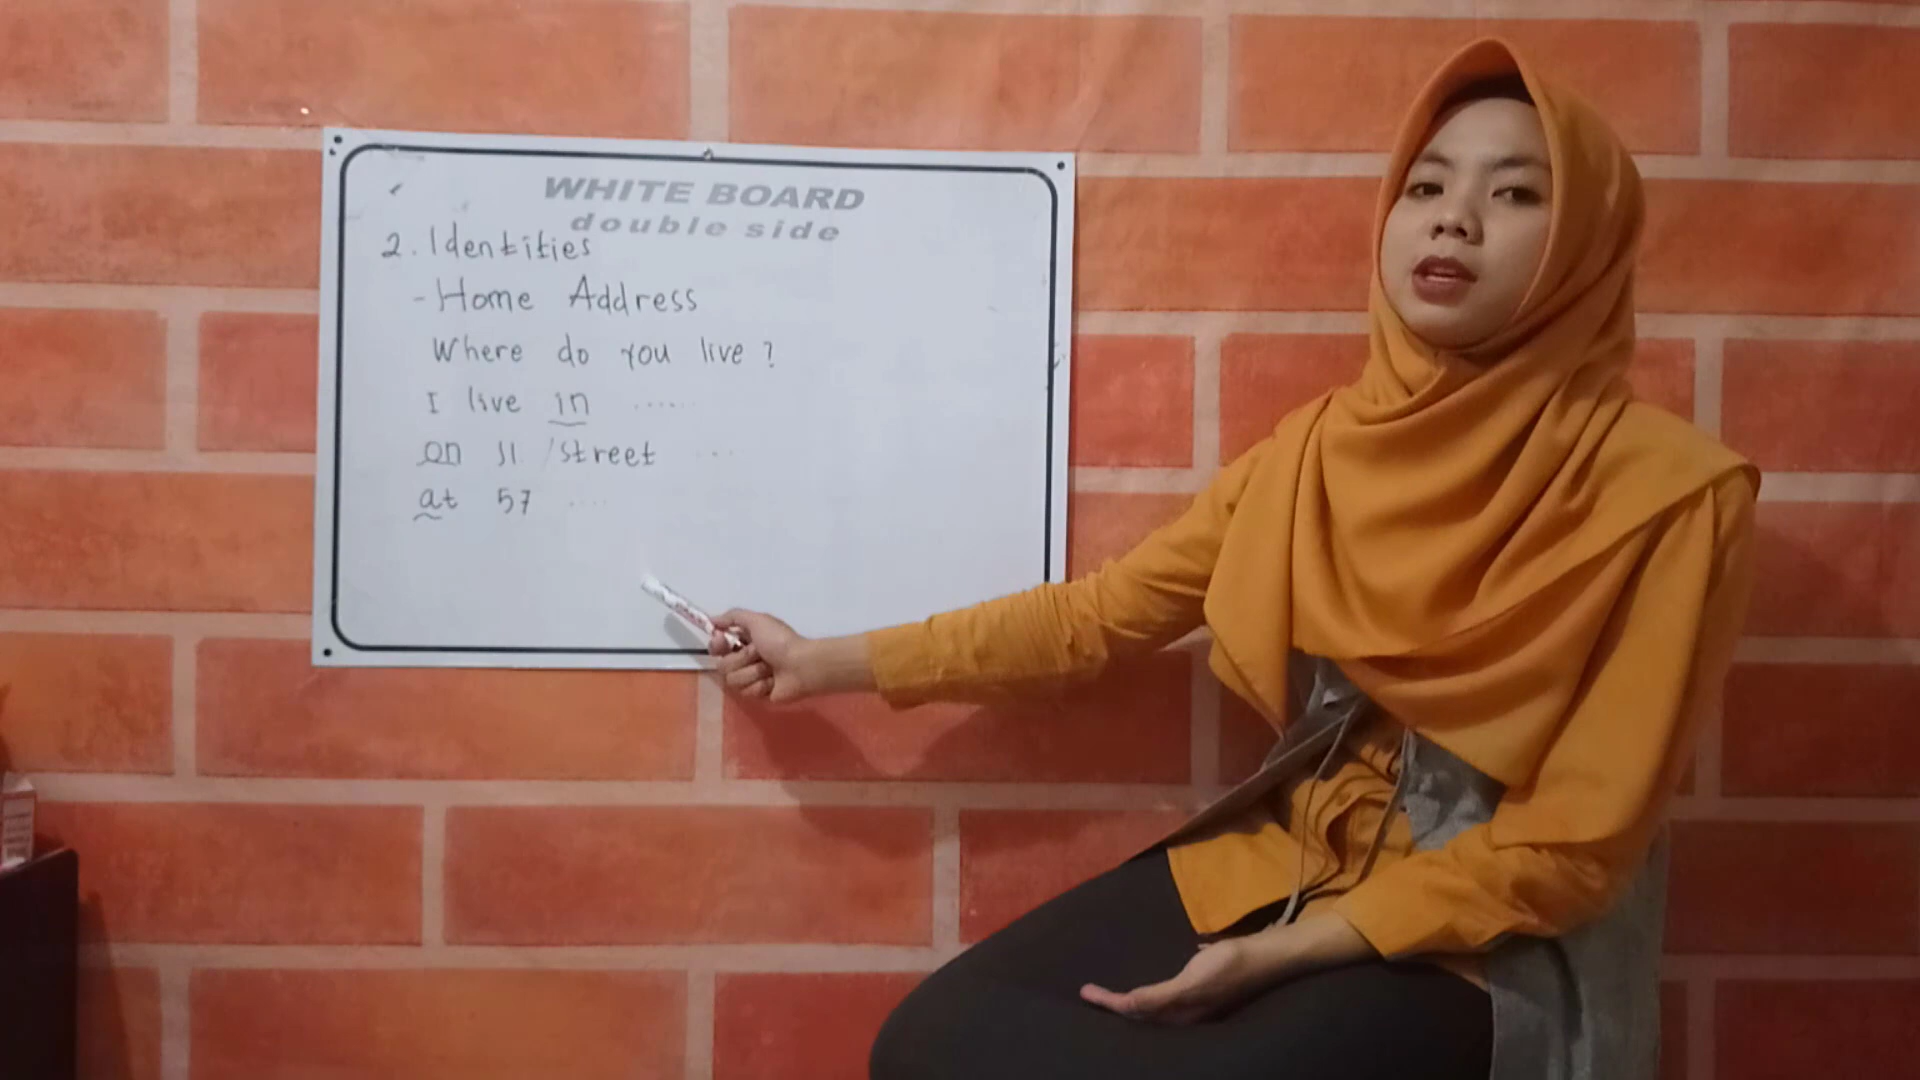 WHITE BOARD
double side
2. Identities
- Home Address
Where do you live ?
I live in ......
on Jl. / Street ....
at 57 ....